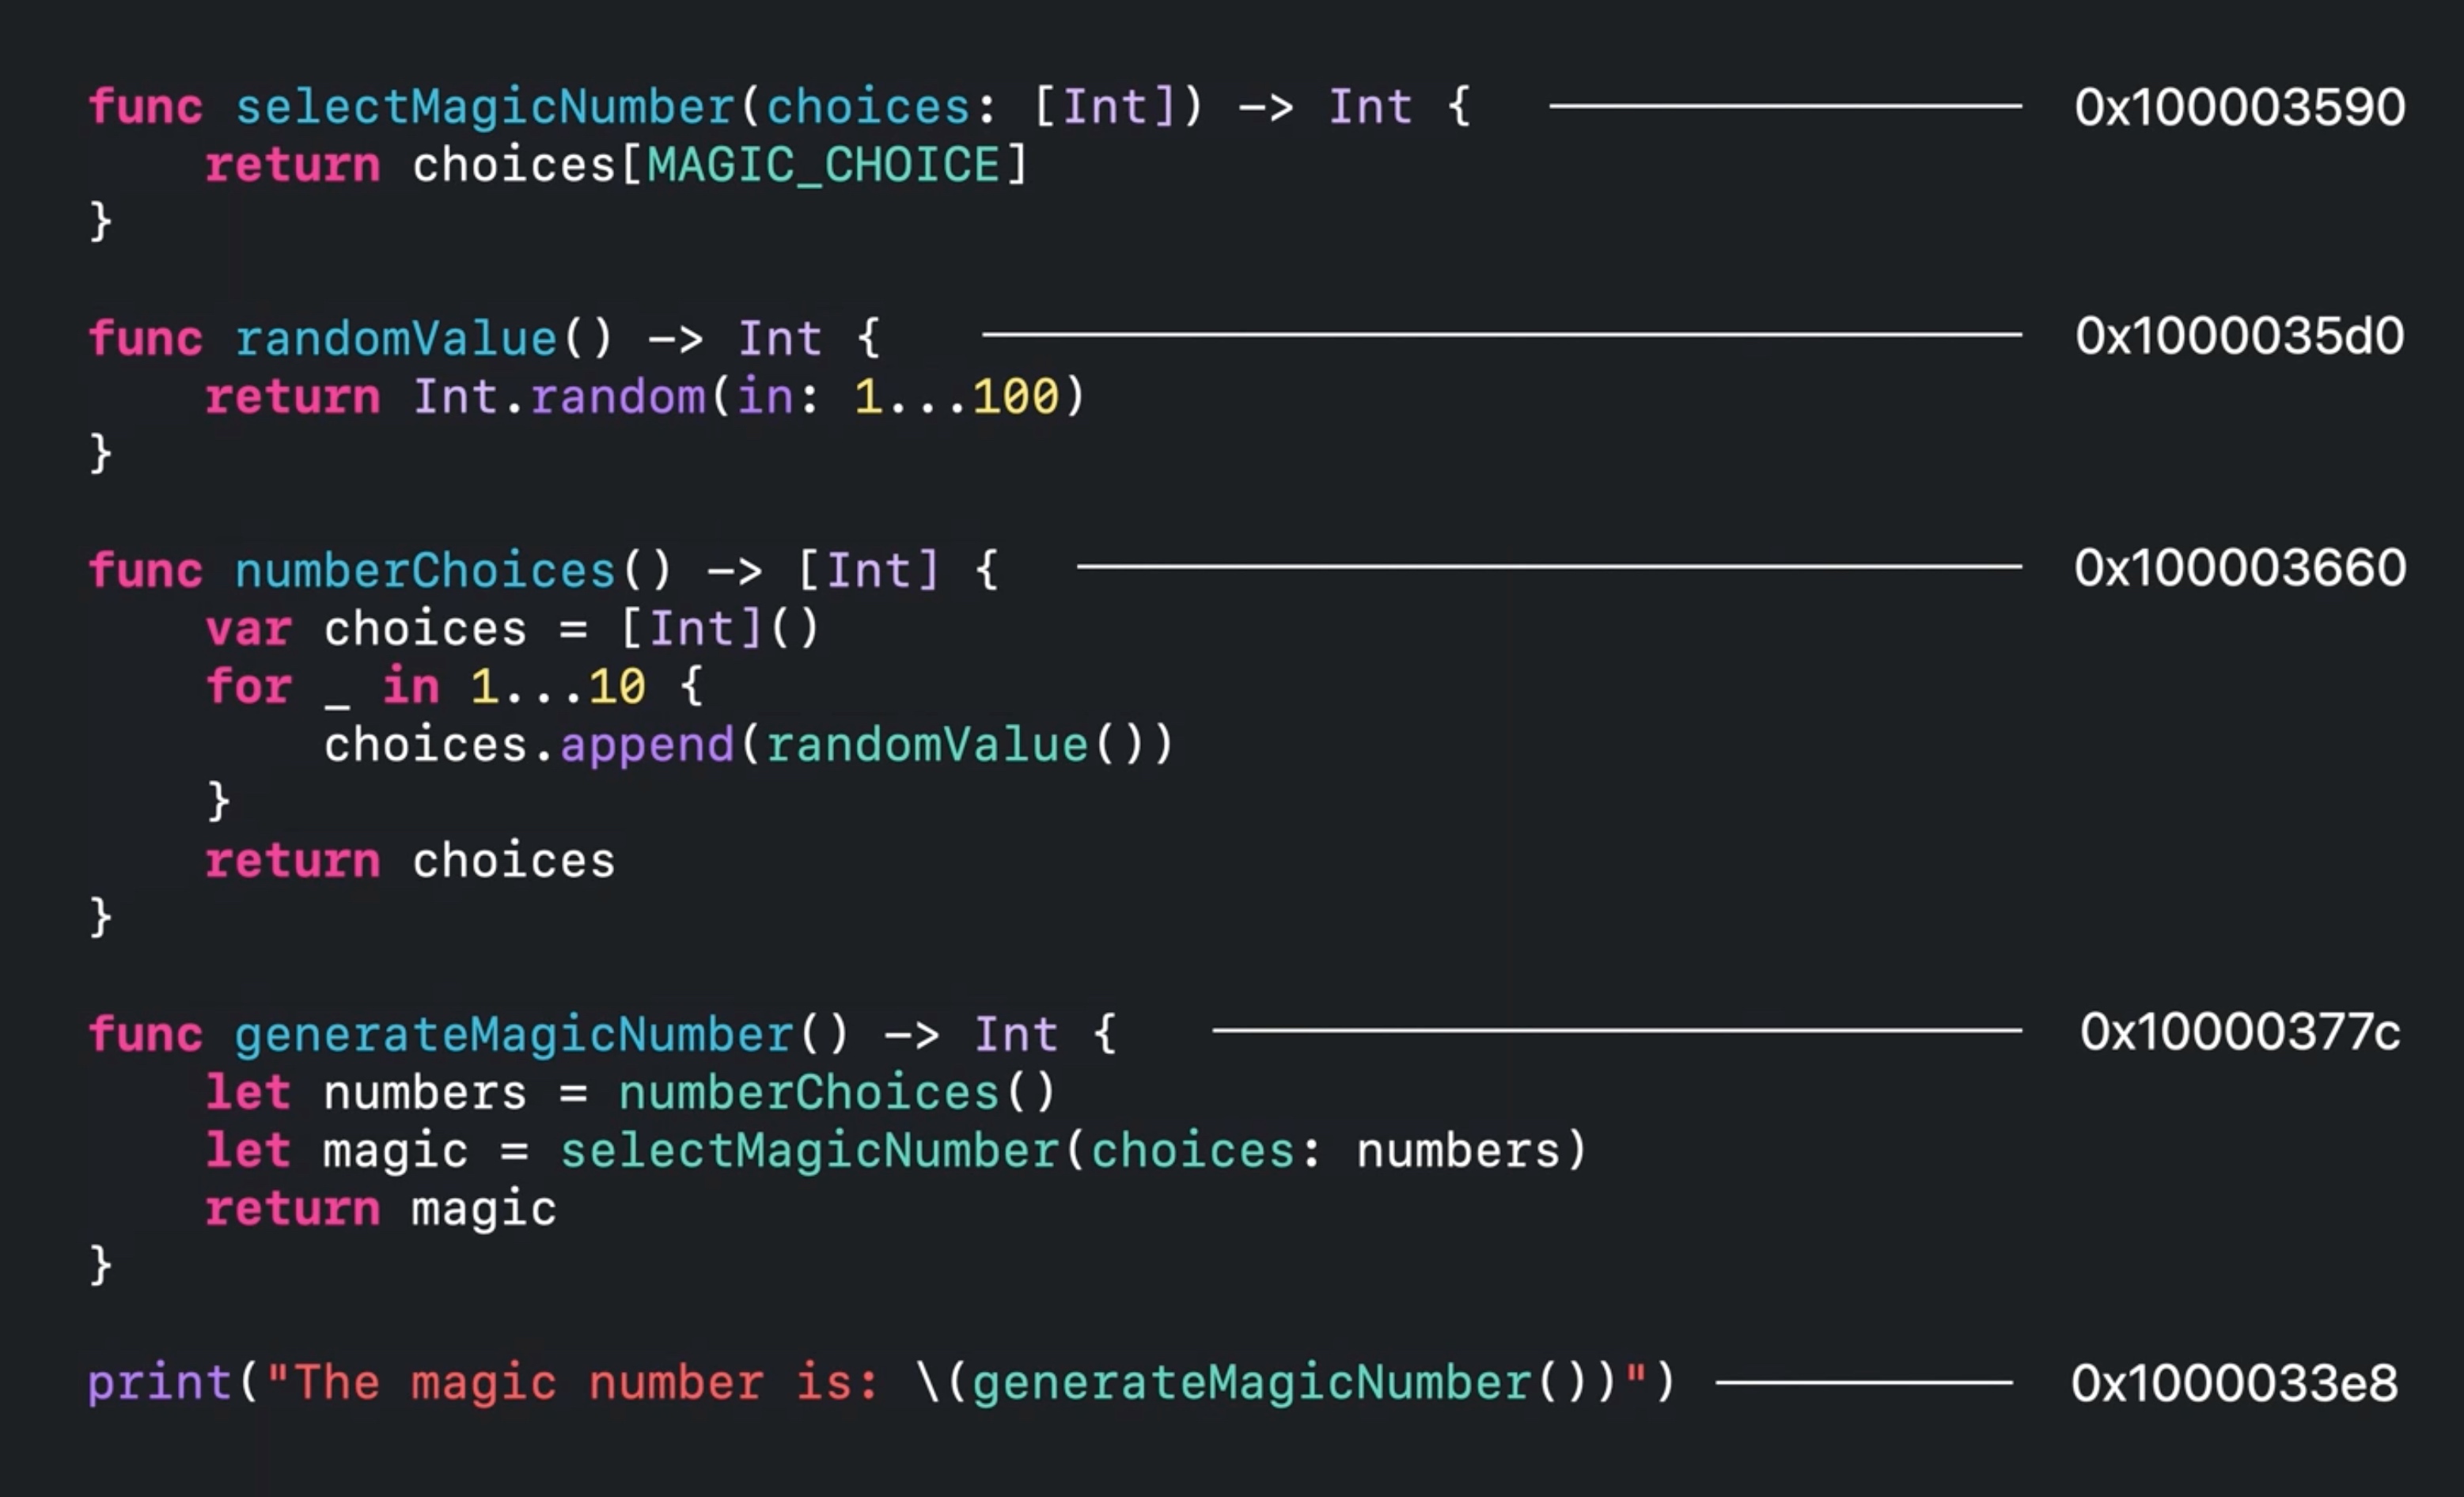 func selectMagicNumber(choices: [Int]) -> Int { 0x100003590
    return choices[MAGIC_CHOICE]
}
func randomValue() -> Int { 0x1000035d0
    return Int.random(in: 1...100)
}
func numberChoices() -> [Int] { 0x100003660
    var choices = [Int]()
    for _ in 1...10 {
        choices.append(randomValue())
    }
    return choices
}
func generateMagicNumber() -> Int { 0x10000377c
    let numbers = numberChoices()
    let magic = selectMagicNumber(choices: numbers)
    return magic
}
print("The magic number is: \(generateMagicNumber())") 0x1000033e8